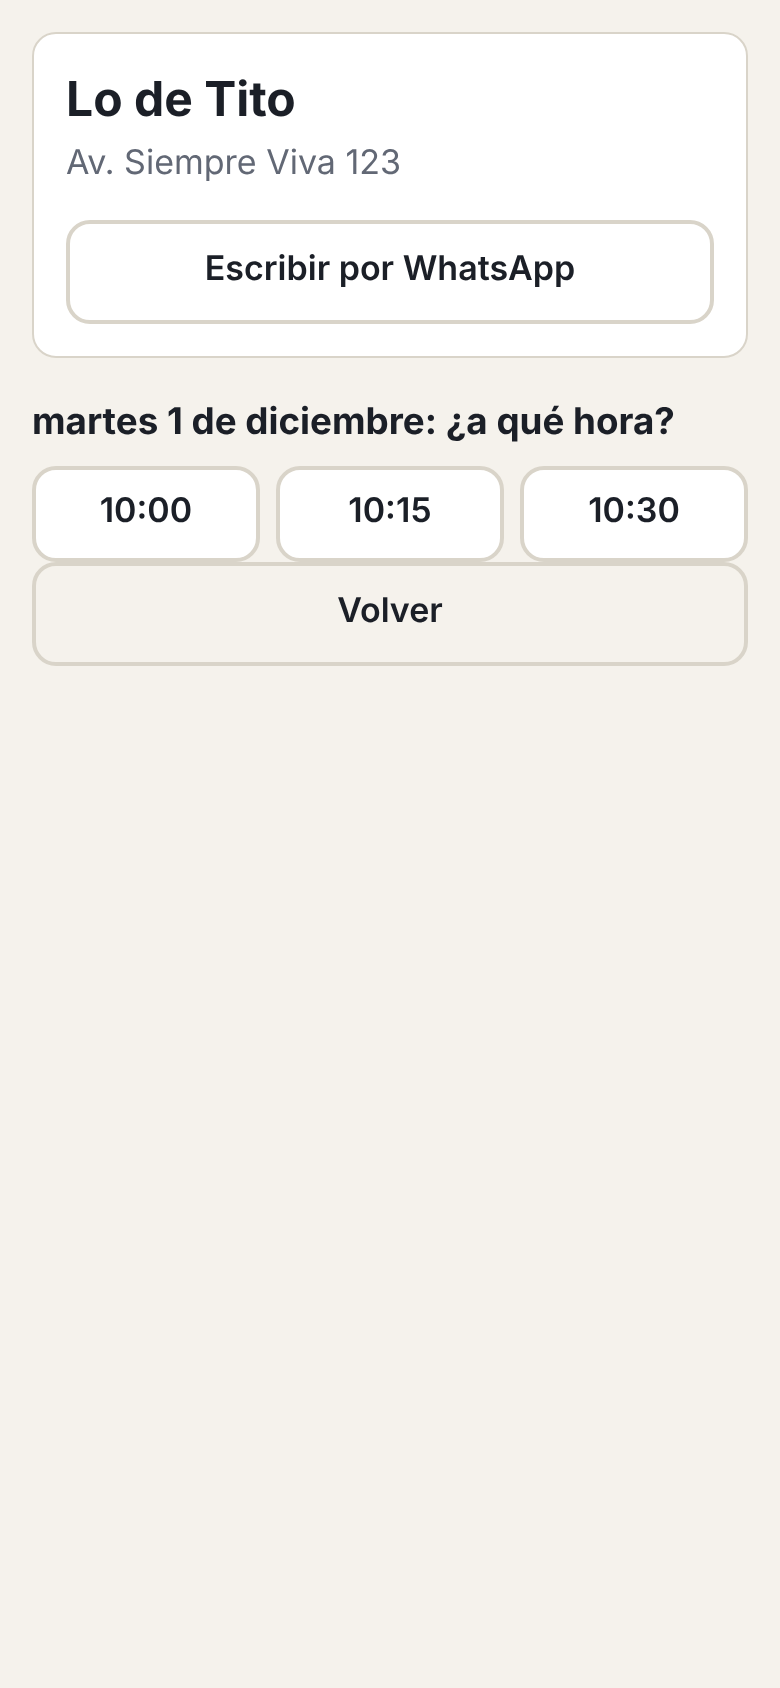 Lo de Tito
Av. Siempre Viva 123
Escribir por WhatsApp
martes 1 de diciembre: ¿a qué hora?
10:00 10:15 10:30
Volver